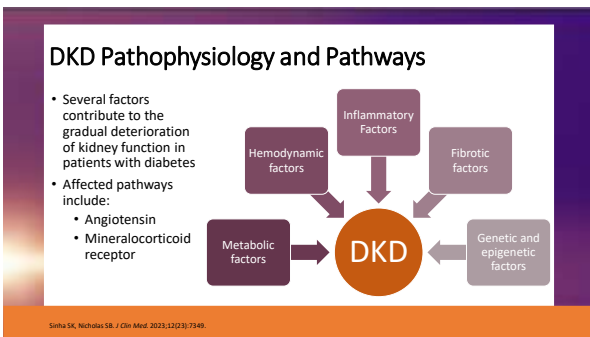 DKD Pathophysiology and Pathways
• Several factors
contribute to the
gradual deterioration
of kidney function in
patients with diabetes
• Affected pathways
include:
• Angiotensin
• Mineralocorticoid
receptor
Metabolic
factors
Hemodynamic
factors
Inflammatory
Factors
Fibrotic
factors
Genetic and
epigenetic
factors
DKD
Sinha SK, Nicholas SB. J Clin Med. 2023;12(23):7349.